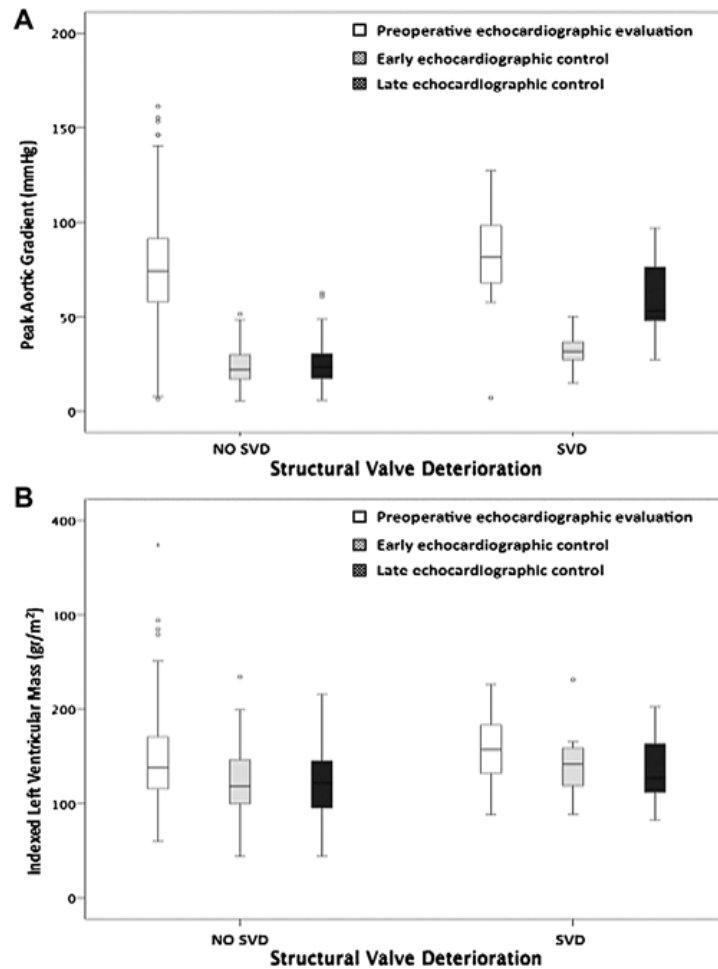 A
200
150
100
50
0
Peak Aortic Gradient (mmHg)
Preoperative echocardiographic evaluation
Early echocardiographic control
Late echocardiographic control
NO SVD
SVD
Structural Valve Deterioration
B
400
300
200
100
0
Indexed Left Ventricular Mass (gr/m²)
Preoperative echocardiographic evaluation
Early echocardiographic control
Late echocardiographic control
NO SVD
SVD
Structural Valve Deterioration